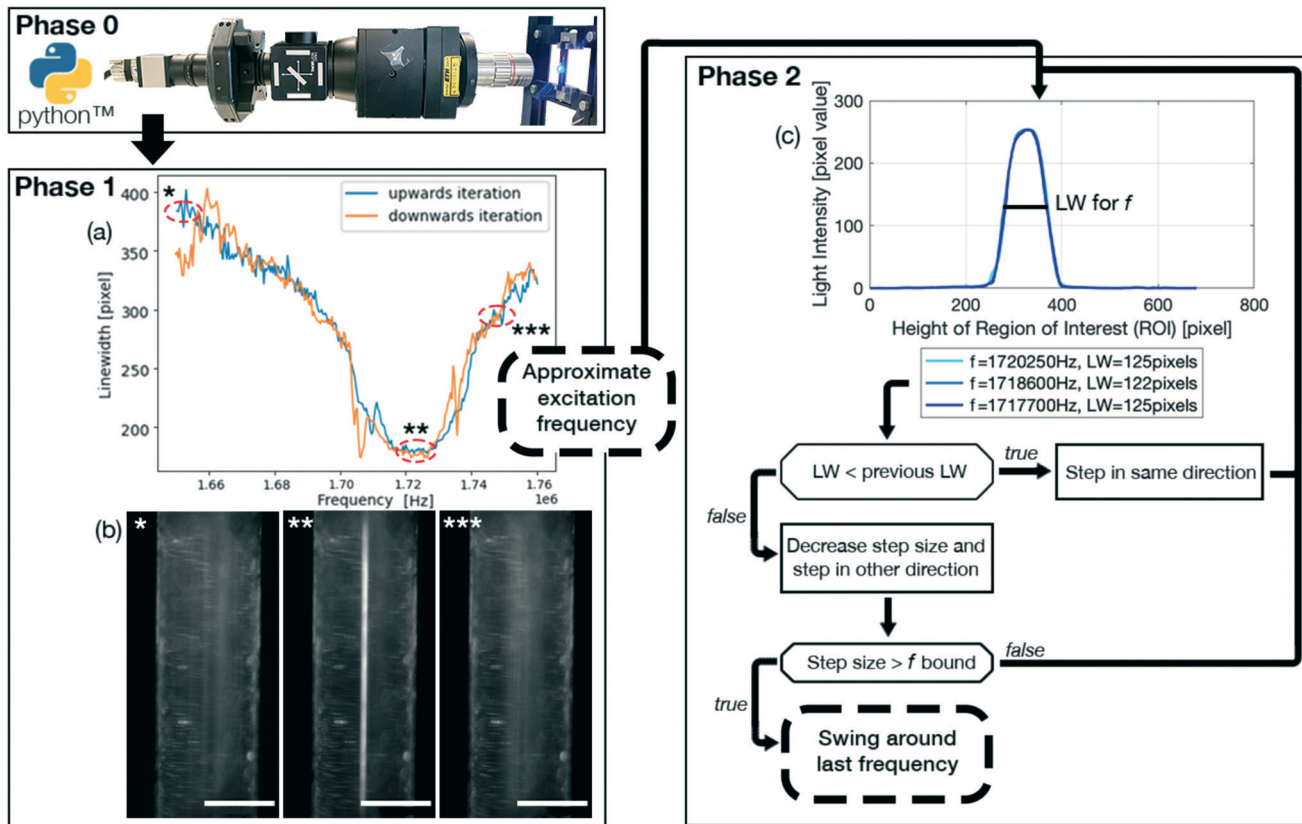 Phase 0
python™
Phase 1
(a)
*
upwards iteration
downwards iteration
Linewidth [pixel]
400
350
300
250
200
**
***
1.66
1.68
1.70
1.72
1.74
1.76
1e6
Frequency [Hz]
Approximate
excitation
frequency
(b)
*
**
***
Phase 2
(c)
Light Intensity [pixel value]
300
250
200
150
100
50
0
LW for f
0
200
400
600
800
Height of Region of Interest (ROI) [pixel]
f=1720250Hz, LW=125pixels
f=1718600Hz, LW=122pixels
f=1717700Hz, LW=125pixels
LW < previous LW
true
Step in same direction
false
Decrease step size and
step in other direction
Step size > f bound
false
true
Swing around
last frequency